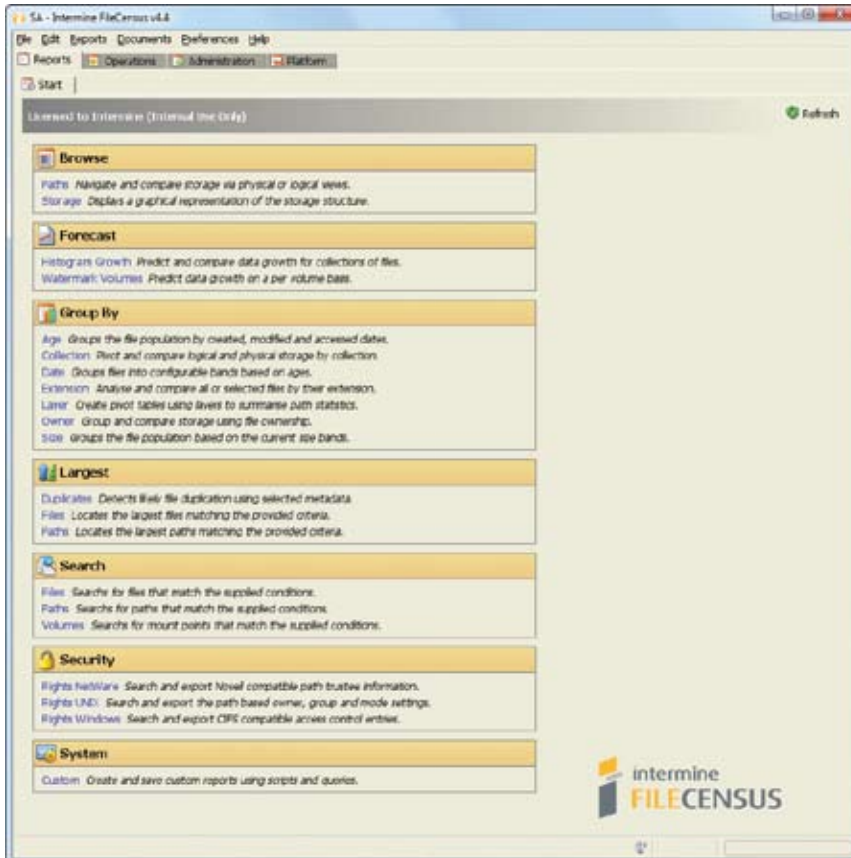 SA - Intermine FileCensus v4.4
File Edit Reports Documents Preferences Help
Reports Operations Administration Platform
Start
Licensed to Intermine (Internal Use Only)
Refresh
Browse
Paths Navigate and compare storage via physical or logical views.
Storage Displays a graphical representation of the storage structure.
Forecast
Histogram Growth Predict and compare data growth for collections of files.
Watermark Volumes Predict data growth on a per volume basis.
Group By
Age Groups the file population by created, modified and accessed dates.
Collection Pivot and compare logical and physical storage by collection.
Date Groups files into configurable bands based on ages.
Extension Analyse and compare all or selected files by their extension.
Layer Create pivot tables using layers to summarise path statistics.
Owner Group and compare storage using file ownership.
Size Groups the file population based on the current size bands.
Largest
Duplicates Detects likely file duplication using selected metadata
Files Locates the largest files matching the provided criteria.
Paths Locates the largest paths matching the provided criteria.
Search
Files Searchs for files that match the supplied conditions.
Paths Searchs for paths that match the supplied conditions.
Volumes Searchs for mount points that match the supplied conditions.
Security
Rights NetWare Search and export Novell compatible path trustee information.
Rights UNIX Search and export the path based owner, group and mode settings.
Rights Windows Search and export CIFS compatible access control entries.
System
Custom Create and save custom reports using scripts and queries.
intermine
FILECENSUS